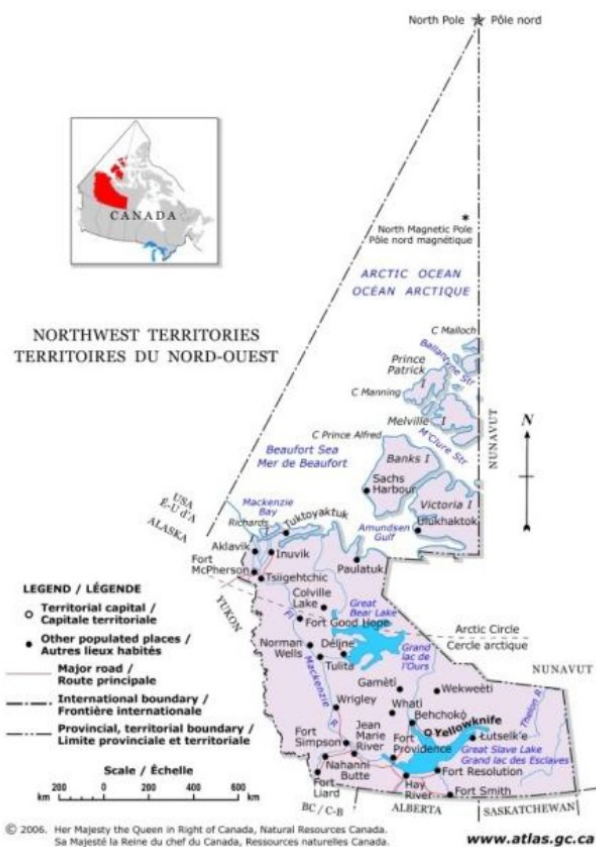 North Pole Pôle nord
CANADA
North Magnetic Pole
Pôle nord magnétique
ARCTIC OCEAN
OCÉAN ARCTIQUE
NORTHWEST TERRITORIES
TERRITOIRES DU NORD-OUEST
C Malloch
Ballantyne Str
Prince
Patrick
I
C Manning
Melville I
M'Clure Str
C Prince Alfred
NUNAVUT
N
Beaufort Sea
Mer de Beaufort
Banks I
Sachs
Harbour
Victoria I
Ulukhaktok
Amundsen
Gulf
USA
É-U d'A
ALASKA
Mackenzie
Bay
Richards I
Tuktoyaktuk
Aklavik
Inuvik
Fort
McPherson
Tsiigehtchic
Paulatuk
YUKON
Colville
Lake
Great
Bear Lake
Fort Good Hope
Arctic Circle
Cercle arctique
Norman
Wells
Déline
Tulita
Grand
lac de
l'Ours
NUNAVUT
Mackenzie R
Gamètì
Wekweètì
Wrigley
Whatì
Behchokò
Yellowknife
Thelon R
Jean
Marie
River
Fort
Simpson
Fort
Providence
Łutselk'e
Great Slave Lake
Grand lac des Esclaves
Nahanni
Butte
Fort Resolution
Fort
Liard
Hay
River
Fort Smith
BC / C-B
ALBERTA
SASKATCHEWAN
LEGEND / LÉGENDE
Territorial capital /
Capitale territoriale
Other populated places /
Autres lieux habités
Major road /
Route principale
International boundary /
Frontière internationale
Provincial, territorial boundary /
Limite provinciale et territoriale
Scale / Échelle
km 200 0 200 400 600 km
© 2006. Her Majesty the Queen in Right of Canada, Natural Resources Canada.
Sa Majesté la Reine du chef du Canada, Ressources naturelles Canada.
www.atlas.gc.ca